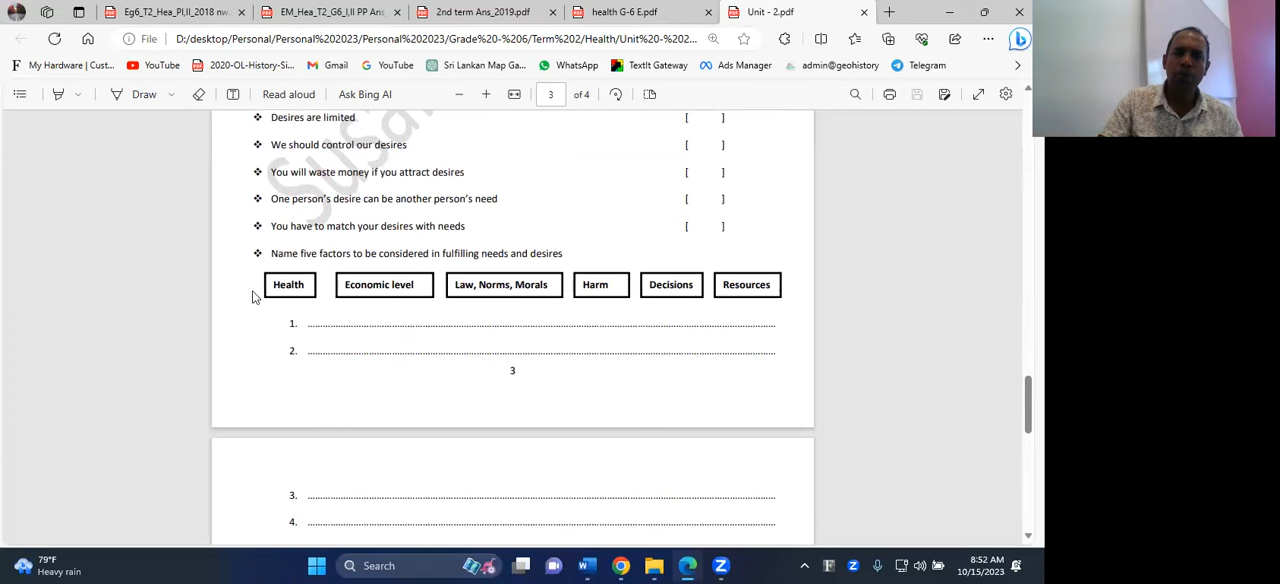 Eg6_T2_Hea_PI,II_2018 nw.
EM_Hea_T2_G6_I,II PP Ans_
2nd term Ans_2019.pdf
health G-6 E.pdf
Unit - 2.pdf
File
D:/desktop/Personal/Personal%202023/Personal%202023/Grade%20-%206/Term%202/Health/Unit%20-%20...
My Hardware | Cust...
YouTube
2020-OL-History-Si...
Gmail
YouTube
Sri Lankan Map Ga...
WhatsApp
TextIt Gateway
Ads Manager
admin@geohistory
Telegram
Draw
Read aloud
Ask Bing AI
3
of 4
Desires are limited [ ]
We should control our desires [ ]
You will waste money if you attract desires [ ]
One person's desire can be another person's need [ ]
You have to match your desires with needs [ ]
Name five factors to be considered in fulfilling needs and desires
Health
Economic level
Law, Norms, Morals
Harm
Decisions
Resources
1. ........................................................................
2. ........................................................................
3
3. ........................................................................
4. ........................................................................
79°F
Heavy rain
Search
8:52 AM
10/15/2023